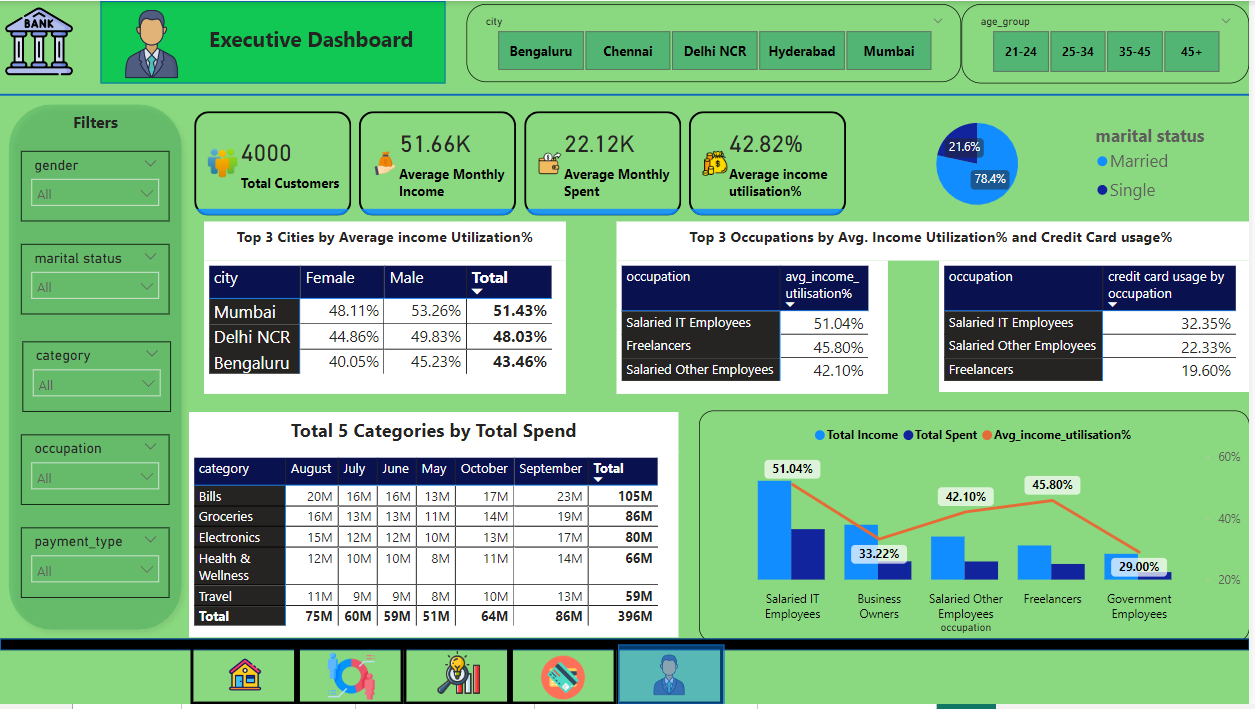 BANK
Executive Dashboard
city
Bengaluru Chennai Delhi NCR Hyderabad Mumbai
age_group
21-24 25-34 35-45 45+
Filters
gender
All
marital status
All
category
All
occupation
All
payment_type
All
4000
Total Customers
51.66K
Average Monthly
Income
22.12K
Average Monthly
Spent
42.82%
Average income
utilisation%
21.6%
78.4%
marital status
Married
Single
Top 3 Cities by Average income Utilization%
city Female Male Total
Mumbai 48.11% 53.26% 51.43%
Delhi NCR 44.86% 49.83% 48.03%
Bengaluru 40.05% 45.23% 43.46%
Top 3 Occupations by Avg. Income Utilization% and Credit Card usage%
occupation avg_income_
utilisation%
Salaried IT Employees 51.04%
Freelancers 45.80%
Salaried Other Employees 42.10%
occupation credit card usage by
occupation
Salaried IT Employees 32.35%
Salaried Other Employees 22.33%
Freelancers 19.60%
Total 5 Categories by Total Spend
category August July June May October September Total
Bills 20M 16M 16M 13M 17M 23M 105M
Groceries 16M 13M 13M 11M 14M 19M 86M
Electronics 15M 12M 12M 10M 13M 17M 80M
Health & 12M 10M 10M 8M 11M 14M 66M
Wellness
Travel 11M 9M 9M 8M 10M 13M 59M
Total 75M 60M 59M 51M 64M 86M 396M
Total Income Total Spent Avg_income_utilisation%
60%
40%
20%
51.04%
33.22%
42.10%
45.80%
29.00%
Salaried IT Business Salaried Other Freelancers Government
Employees Owners Employees Employees
occupation